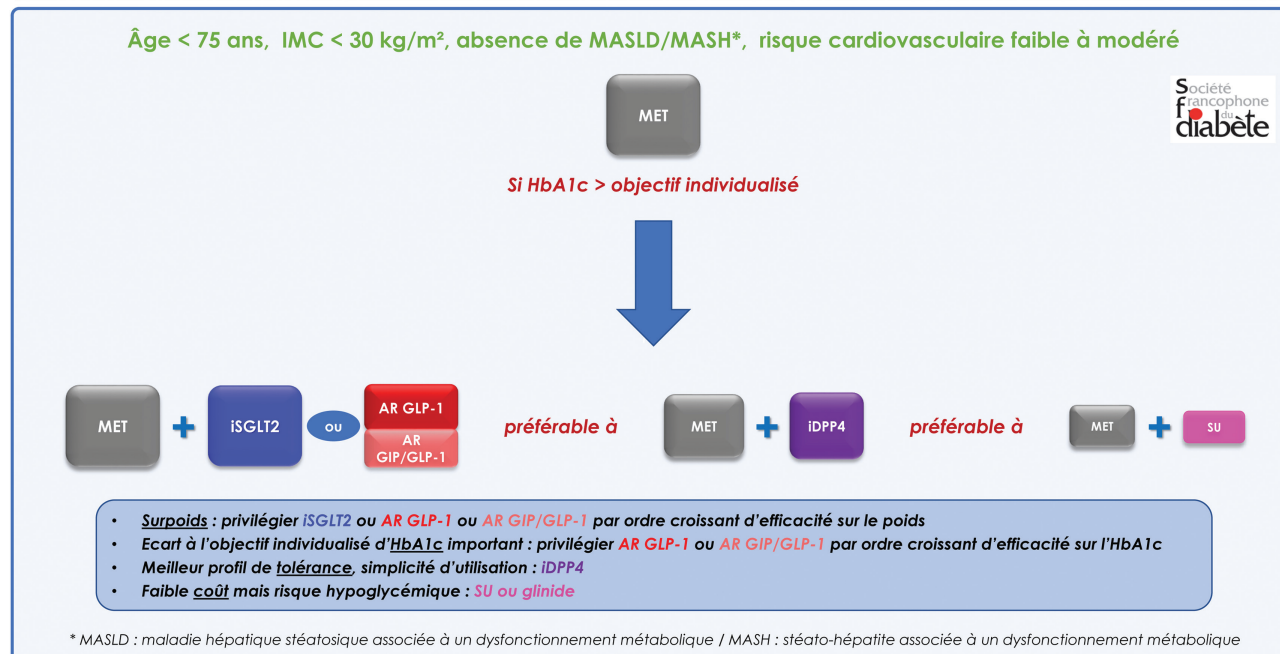 Âge < 75 ans, IMC < 30 kg/m², absence de MASLD/MASH*, risque cardiovasculaire faible à modéré
Société
francophone
du
diabète
MET
Si HbA1c > objectif individualisé
MET + iSGLT2 ou AR GLP-1
AR
GIP/GLP-1
préférable à
MET + iDPP4
préférable à
MET + SU
• Surpoids : privilégier iSGLT2 ou AR GLP-1 ou AR GIP/GLP-1 par ordre croissant d’efficacité sur le poids
• Ecart à l’objectif individualisé d’HbA1c important : privilégier AR GLP-1 ou AR GIP/GLP-1 par ordre croissant d’efficacité sur l’HbA1c
• Meilleur profil de tolérance, simplicité d’utilisation : iDPP4
• Faible coût mais risque hypoglycémique : SU ou glinide
* MASLD : maladie hépatique stéatosique associée à un dysfonctionnement métabolique / MASH : stéato-hépatite associée à un dysfonctionnement métabolique